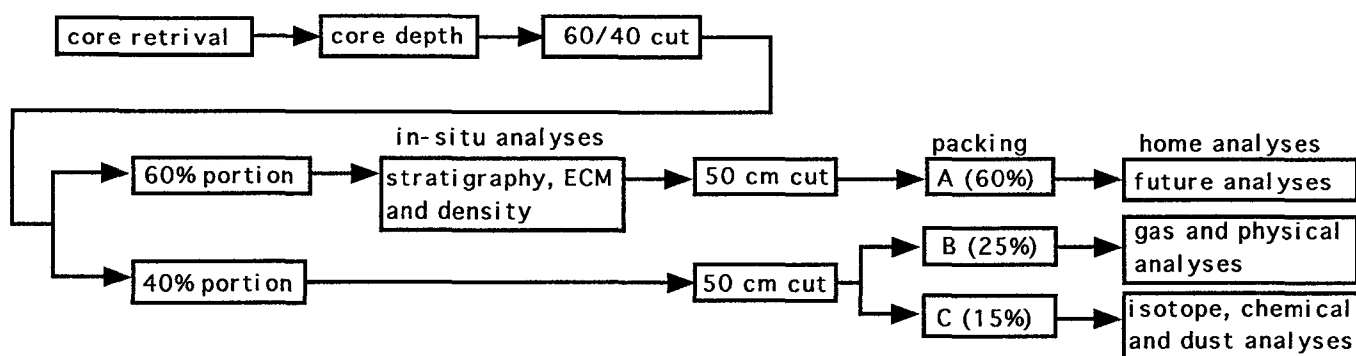 core retrival
core depth
60/40 cut
in-situ analyses
packing
home analyses
60% portion
stratigraphy, ECM
and density
50 cm cut
A (60%)
future analyses
40% portion
50 cm cut
B (25%)
gas and physical
analyses
C (15%)
isotope, chemical
and dust analyses